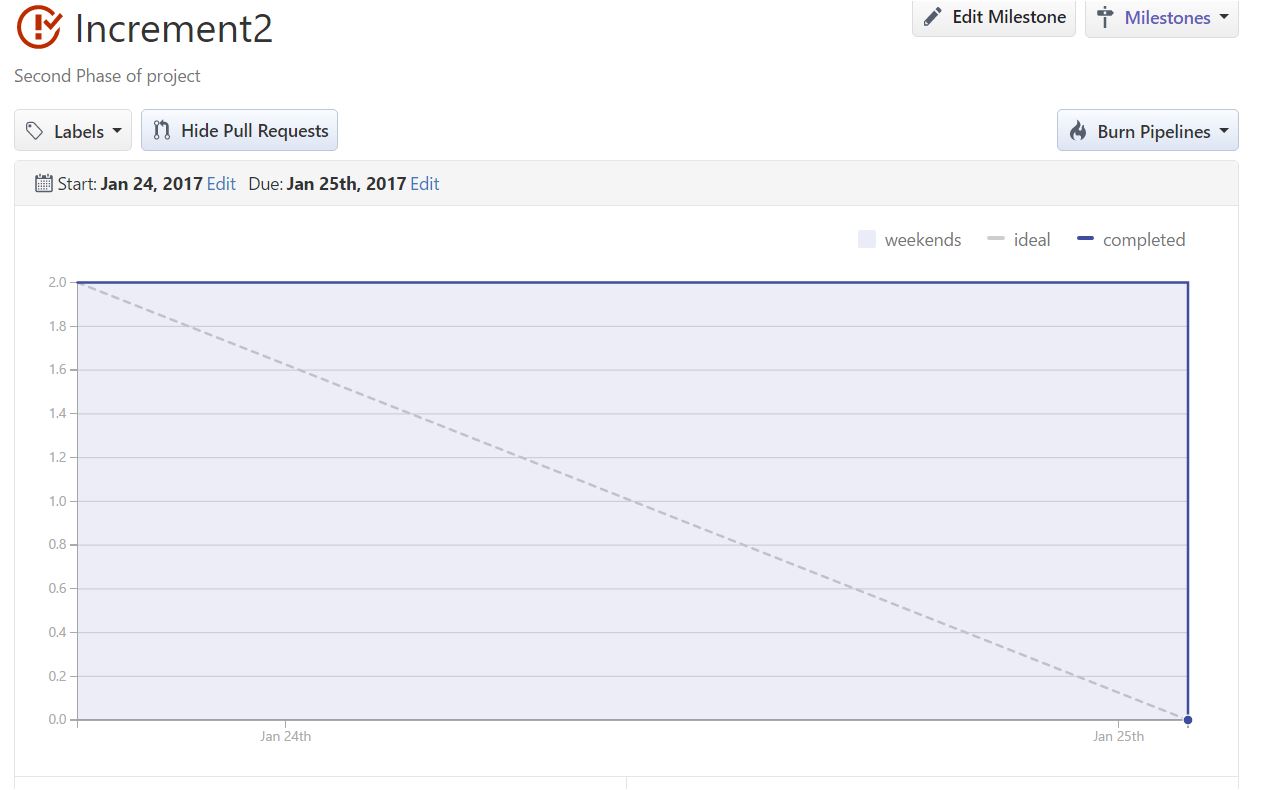 Increment2
Edit Milestone
Milestones
Second Phase of project
Labels
Hide Pull Requests
Burn Pipelines
Start: Jan 24, 2017 Edit Due: Jan 25th, 2017 Edit
weekends
ideal
completed
2.0
1.8
1.6
1.4
1.2
1.0
0.8
0.6
0.4
0.2
0.0
Jan 24th
Jan 25th